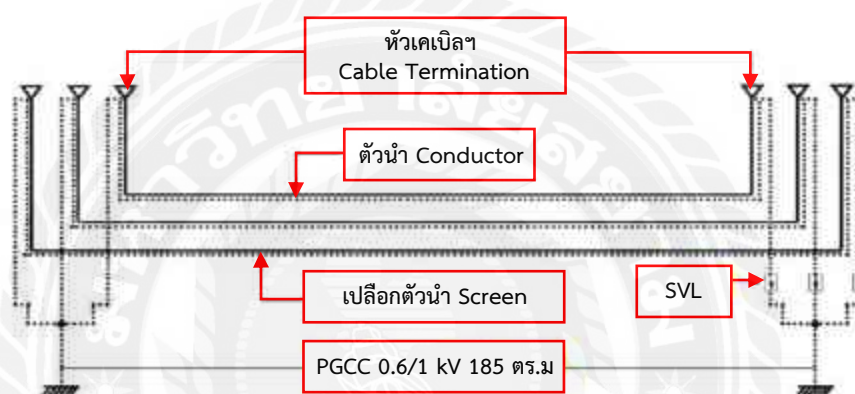 หัวเคเบิลฯ
Cable Termination
ตัวนำ Conductor
เปลือกตัวนำ Screen
SVL
PGCC 0.6/1 kV 185 ตร.ม